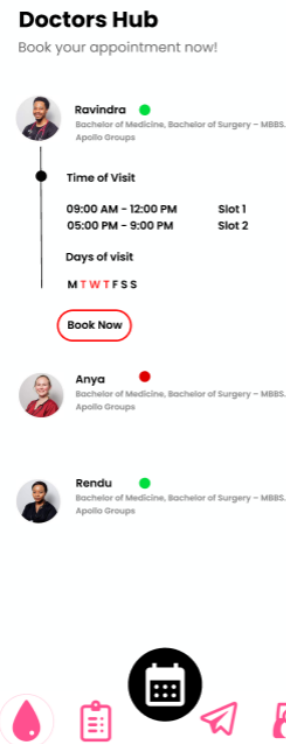 Doctors Hub
Book your appointment now!
Ravindra
Bachelor of Medicine, Bachelor of Surgery – MBBS.
Apollo Groups
Time of Visit
09:00 AM - 12:00 PM Slot 1
05:00 PM - 9:00 PM Slot 2
Days of visit
M T W T F S S
Book Now
Anya
Bachelor of Medicine, Bachelor of Surgery – MBBS.
Apollo Groups
Rendu
Bachelor of Medicine, Bachelor of Surgery – MBBS.
Apollo Groups